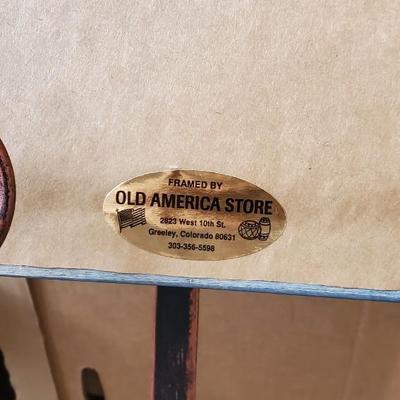 FRAMED BY
OLD AMERICA STORE
2823 West 10th St.
Greeley, Colorado 80631
303-356-5598